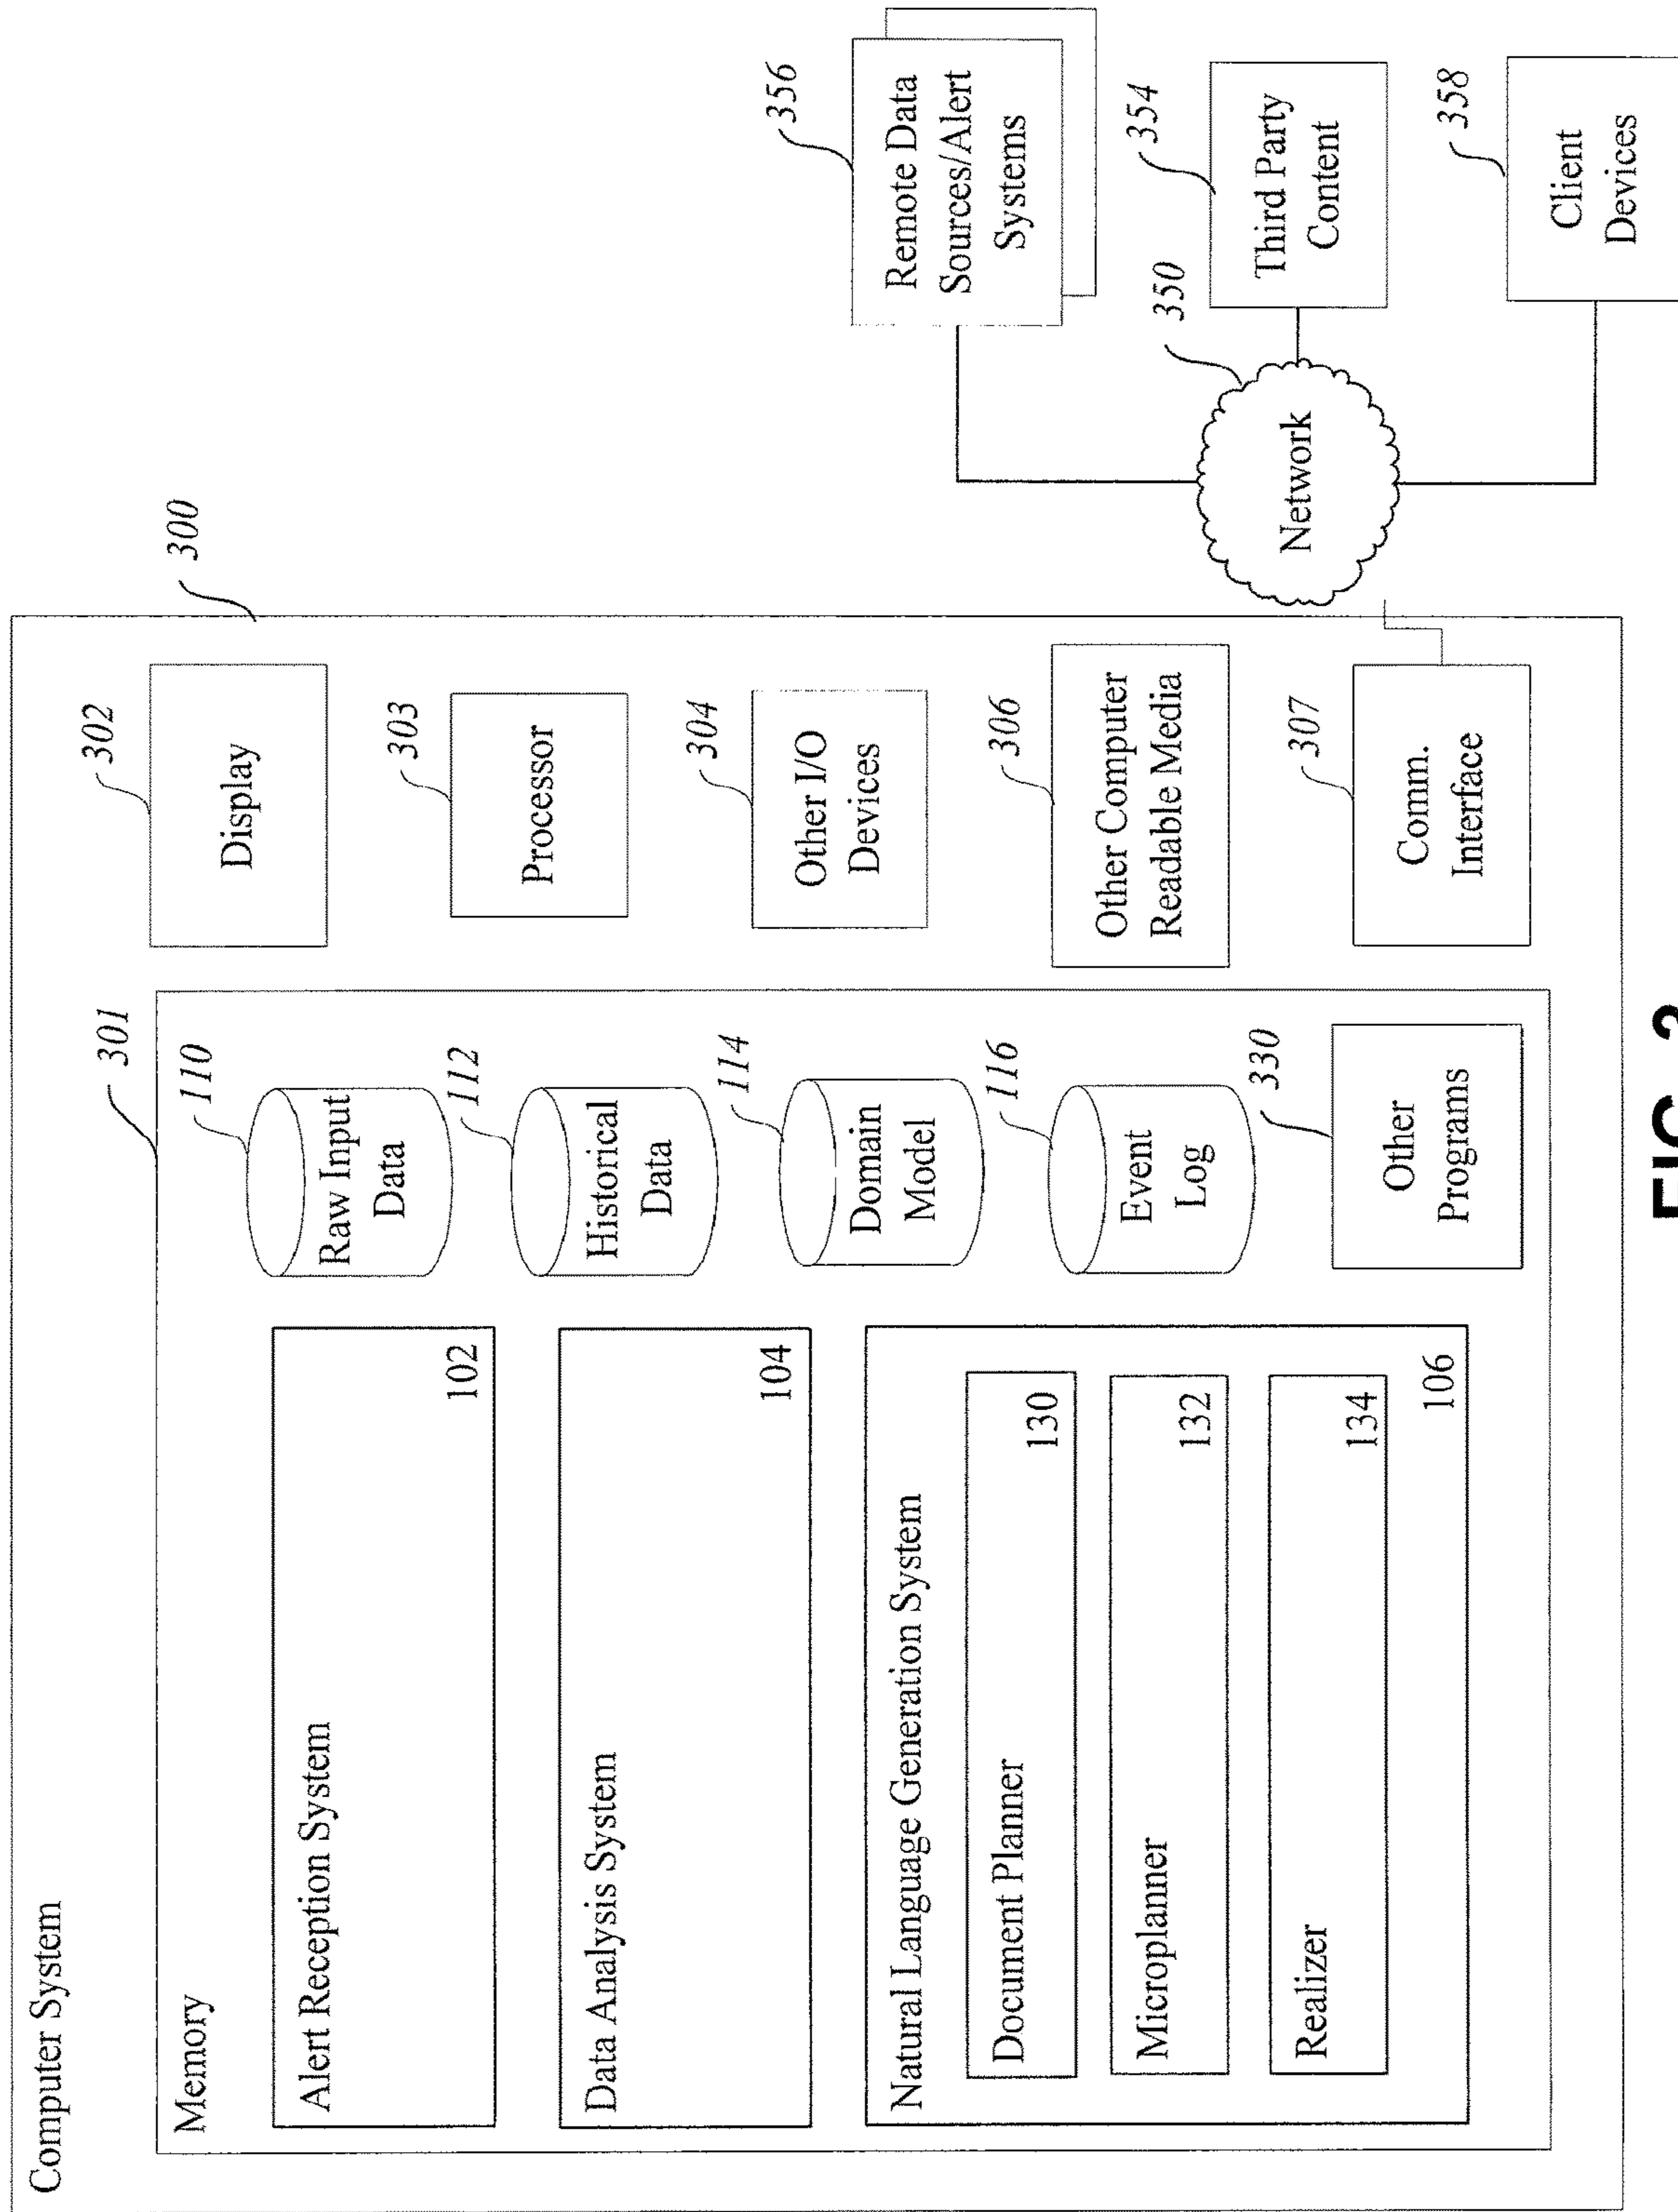 Computer System
300
Memory
301
Alert Reception System
102
Data Analysis System
104
Natural Language Generation System
Document Planner
130
Microplanner
132
Realizer
134
106
110
Raw Input
Data
112
Historical
Data
114
Domain
Model
116
Event
Log
330
Other
Programs
302
Display
303
Processor
304
Other I/O
Devices
306
Other Computer
Readable Media
307
Comm.
Interface
350
Network
356
Remote Data
Sources/Alert
Systems
354
Third Party
Content
358
Client
Devices
FIG.